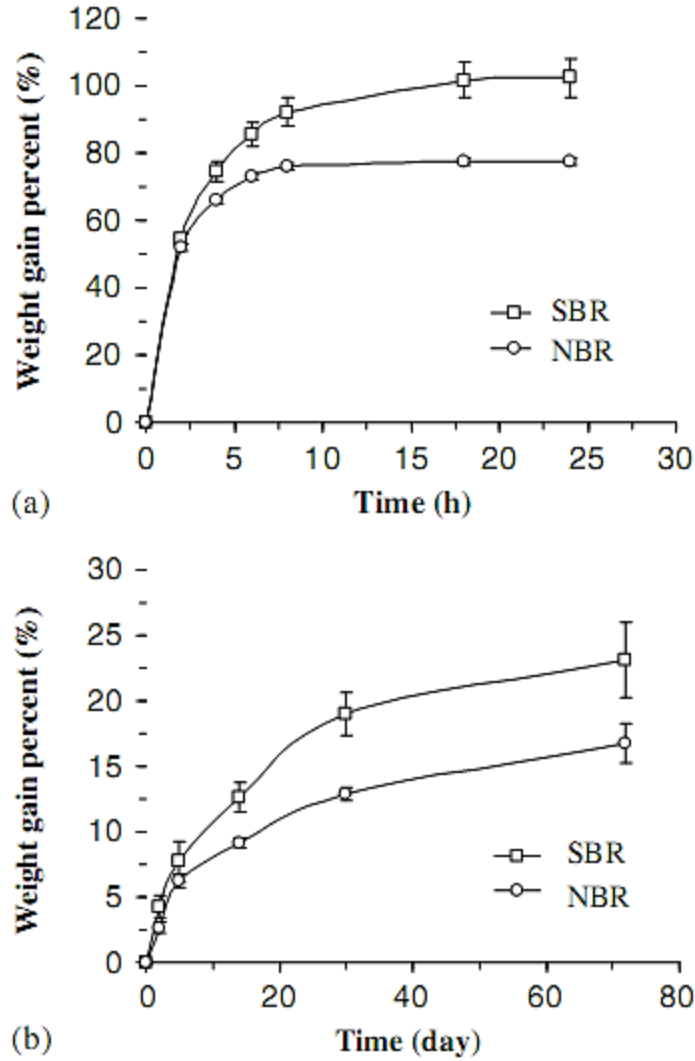 120
100
80
60
40
20
0
Weight gain percent (%)
SBR
NBR
0 5 10 15 20 25 30
(a) Time (h)
30
25
20
15
10
5
0
Weight gain percent (%)
SBR
NBR
0 20 40 60 80
(b) Time (day)